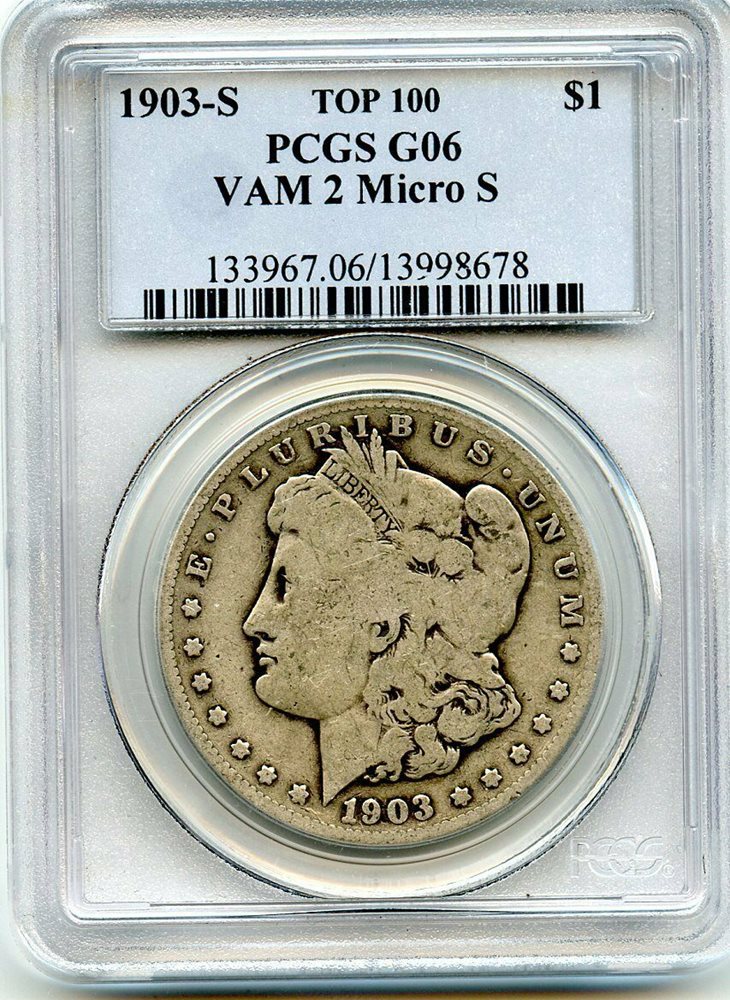 1903-S TOP 100 $1
PCGS G06
VAM 2 Micro S
133967.06/13998678
E·PLURIBUS·UNUM
LIBERTY
1903
PCGS